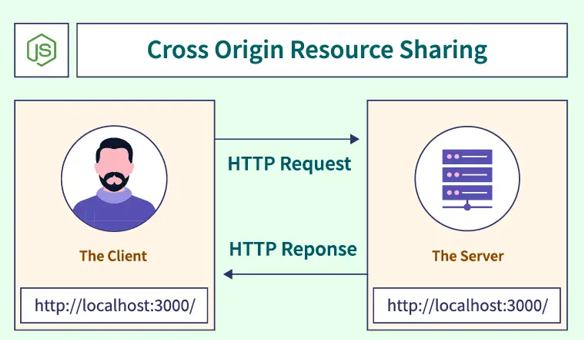 JS
Cross Origin Resource Sharing
HTTP Request
HTTP Reponse
The Client
The Server
http://localhost:3000/
http://localhost:3000/